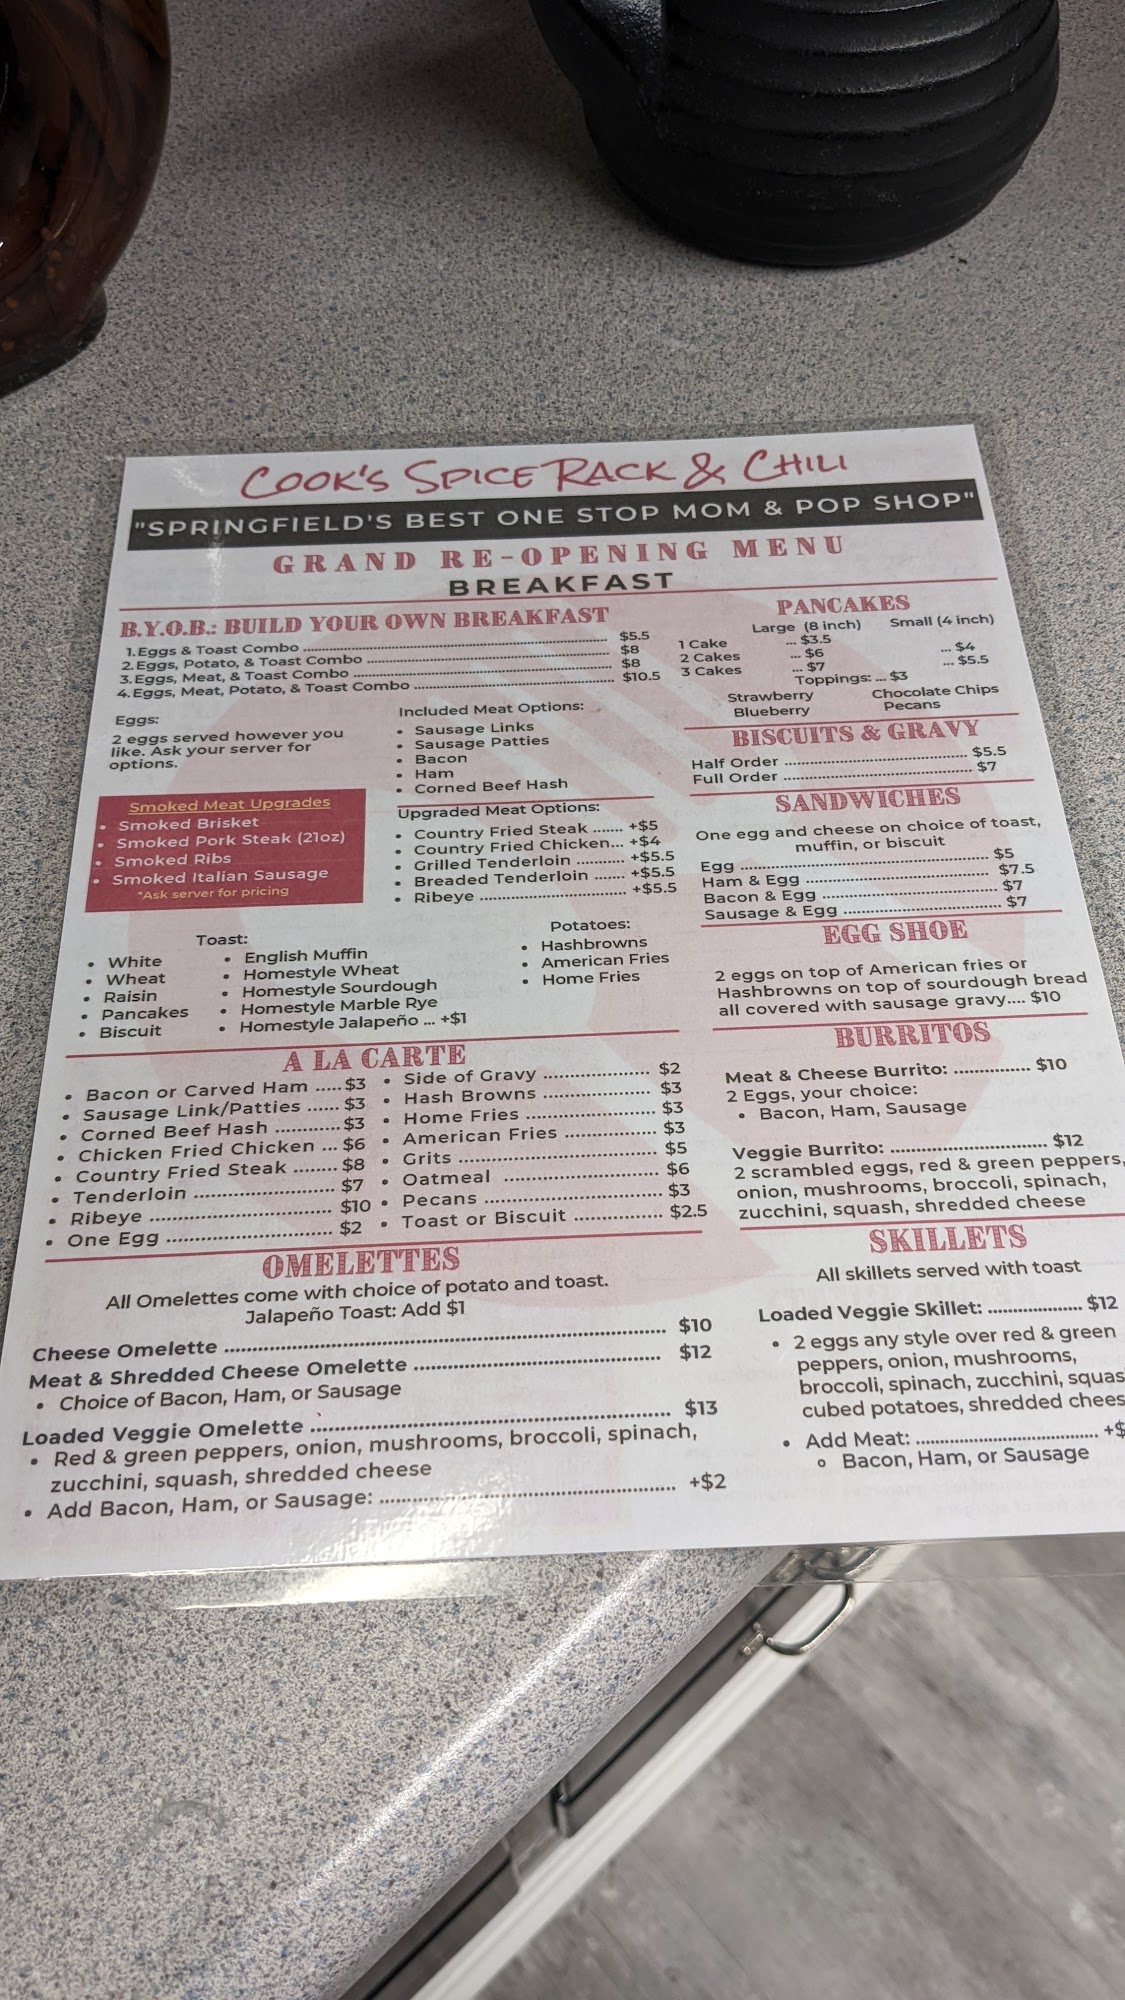 COOK'S SPICE RACK & CHILI
"SPRINGFIELD'S BEST ONE STOP MOM & POP SHOP"
GRAND RE-OPENING MENU
BREAKFAST
B.Y.O.B.: BUILD YOUR OWN BREAKFAST
1.Eggs & Toast Combo ........ $5.5
2.Eggs, Potato, & Toast Combo ........ $8
3.Eggs, Meat, & Toast Combo ........ $8
4.Eggs, Meat, Potato, & Toast Combo ........ $10.5
Eggs:
2 eggs served however you
like. Ask your server for
options.
Smoked Meat Upgrades
• Smoked Brisket
• Smoked Pork Steak (21oz)
• Smoked Ribs
• Smoked Italian Sausage
*Ask server for pricing
Included Meat Options:
• Sausage Links
• Sausage Patties
• Bacon
• Ham
• Corned Beef Hash
Upgraded Meat Options:
• Country Fried Steak ....... +$5
• Country Fried Chicken... +$4
• Grilled Tenderloin ........... +$5.5
• Breaded Tenderloin ....... +$5.5
• Ribeye ........ +$5.5
Toast:
• White
• Wheat
• Raisin
• Pancakes
• Biscuit
• English Muffin
• Homestyle Wheat
• Homestyle Sourdough
• Homestyle Marble Rye
• Homestyle Jalapeño ... +$1
Potatoes:
• Hashbrowns
• American Fries
• Home Fries
A LA CARTE
• Bacon or Carved Ham ..... $3
• Sausage Link/Patties ...... $3
• Corned Beef Hash ............ $3
• Chicken Fried Chicken ... $6
• Country Fried Steak ........ $8
• Tenderloin ........ $7
• Ribeye ........ $10
• One Egg ........ $2
• Side of Gravy ........ $2
• Hash Browns ........ $3
• Home Fries ........ $3
• American Fries ........ $3
• Grits ........ $5
• Oatmeal ........ $6
• Pecans ........ $3
• Toast or Biscuit ........ $2.5
OMELETTES
All Omelettes come with choice of potato and toast.
Jalapeño Toast: Add $1
Cheese Omelette ........ $10
Meat & Shredded Cheese Omelette ........ $12
• Choice of Bacon, Ham, or Sausage
Loaded Veggie Omelette ........ $13
• Red & green peppers, onion, mushrooms, broccoli, spinach,
zucchini, squash, shredded cheese
• Add Bacon, Ham, or Sausage: ........ +$2
PANCAKES
Large (8 inch) Small (4 inch)
1 Cake ... $3.5
2 Cakes ... $6 ... $4
3 Cakes ... $7 ... $5.5
Toppings: ... $3
Strawberry Chocolate Chips
Blueberry Pecans
BISCUITS & GRAVY
Half Order ........ $5.5
Full Order ........ $7
SANDWICHES
One egg and cheese on choice of toast,
muffin, or biscuit
Egg ........ $5
Ham & Egg ........ $7.5
Bacon & Egg ........ $7
Sausage & Egg ........ $7
EGG SHOE
2 eggs on top of American fries or
Hashbrowns on top of sourdough bread
all covered with sausage gravy.... $10
BURRITOS
Meat & Cheese Burrito: ........ $10
2 Eggs, your choice:
• Bacon, Ham, Sausage
Veggie Burrito: ........ $12
2 scrambled eggs, red & green peppers,
onion, mushrooms, broccoli, spinach,
zucchini, squash, shredded cheese
SKILLETS
All skillets served with toast
Loaded Veggie Skillet: ........ $12
• 2 eggs any style over red & green
peppers, onion, mushrooms,
broccoli, spinach, zucchini, squas
cubed potatoes, shredded chees
• Add Meat: ........ +$
○ Bacon, Ham, or Sausage